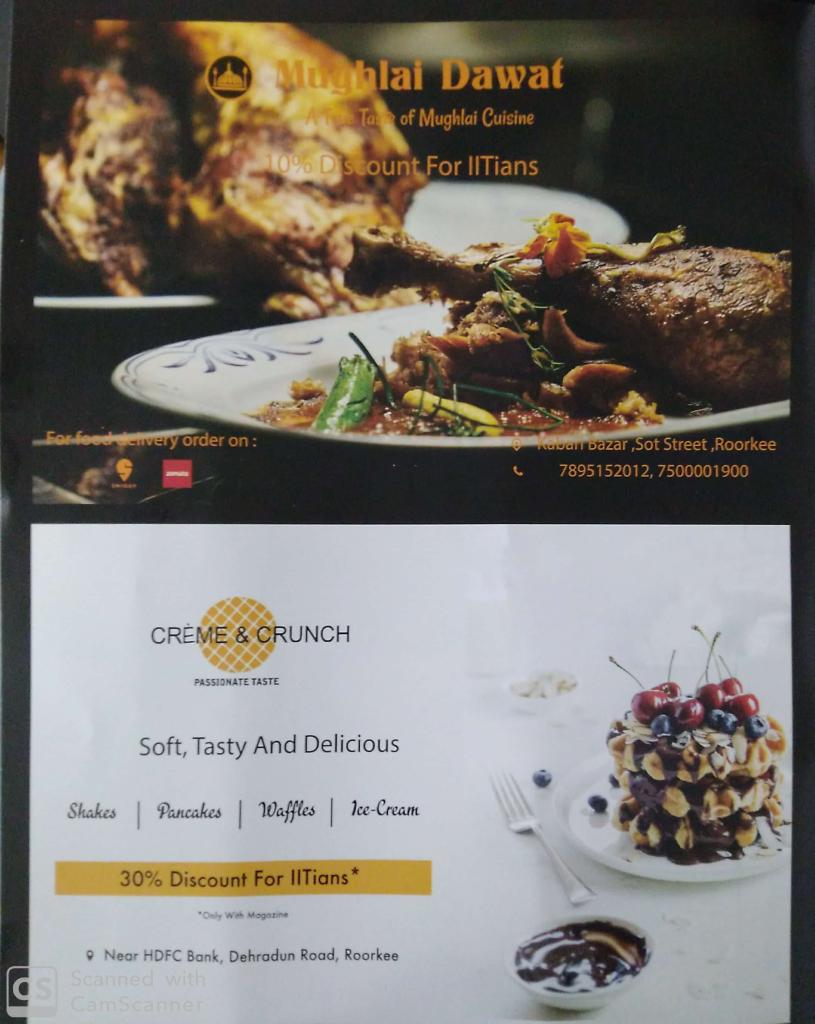 Mughlai Dawat
A True Taste of Mughlai Cuisine
10% Discount For IITians
For food delivery order on :
SWIGGY
zomato
Kabari Bazar ,Sot Street ,Roorkee
7895152012, 7500001900
CRÈME & CRUNCH
PASSIONATE TASTE
Soft, Tasty And Delicious
Shakes | Pancakes | Waffles | Ice-Cream
30% Discount For IITians*
*Only With Magazine
Near HDFC Bank, Dehradun Road, Roorkee
CS
Scanned with
CamScanner